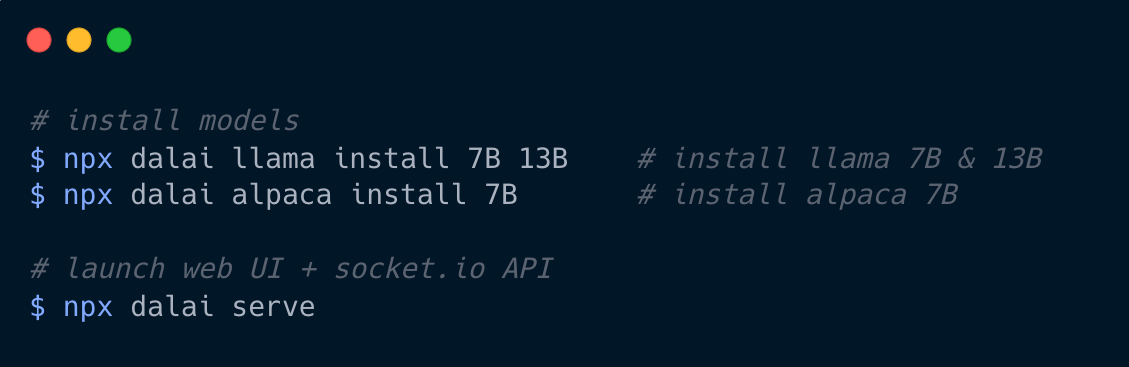 # install models
$ npx dalai llama install 7B 13B    # install llama 7B & 13B
$ npx dalai alpaca install 7B       # install alpaca 7B
# launch web UI + socket.io API
$ npx dalai serve